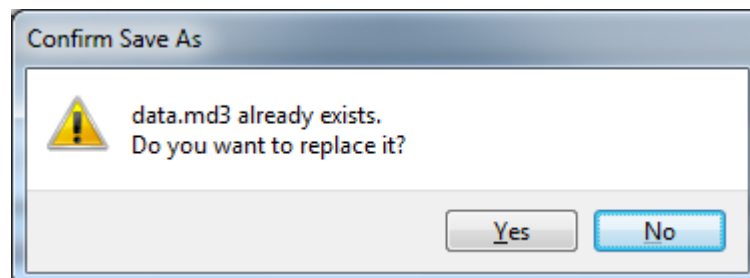 Confirm Save As
data.md3 already exists.
Do you want to replace it?
Yes
No